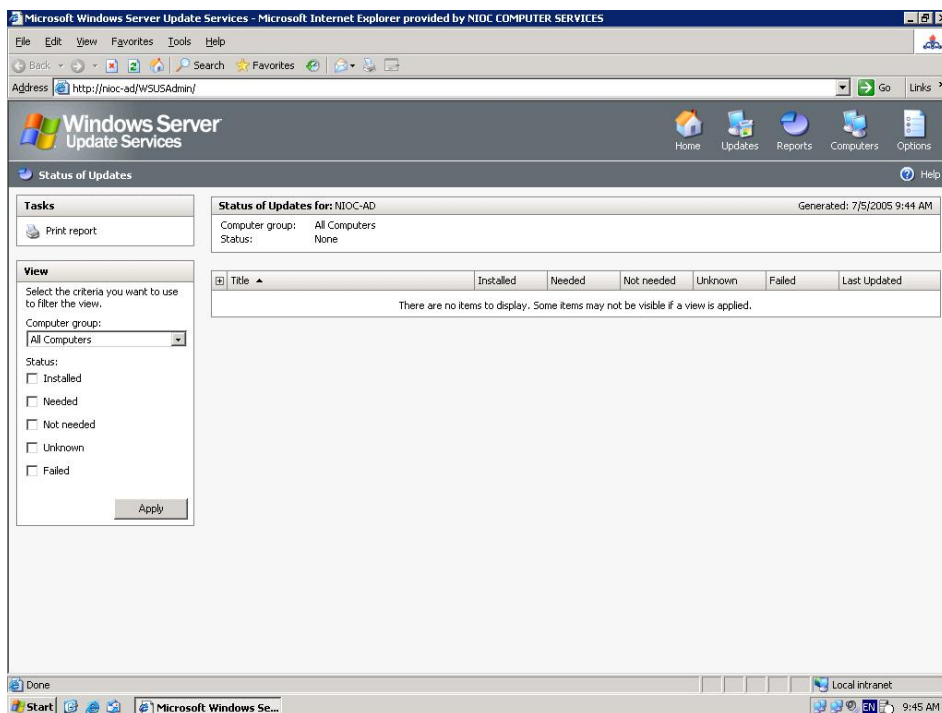 Microsoft Windows Server Update Services - Microsoft Internet Explorer provided by NIOC COMPUTER SERVICES
File Edit View Favorites Tools Help
Back Search Favorites
Address http://nioc-ad/WSUSAdmin/ Go Links
Windows Server
Update Services
Home Updates Reports Computers Options
Status of Updates Help
Tasks
Print report
View
Select the criteria you want to use
to filter the view.
Computer group:
All Computers
Status:
Installed
Needed
Not needed
Unknown
Failed
Apply
Status of Updates for: NIOC-AD Generated: 7/5/2005 9:44 AM
Computer group: All Computers
Status: None
Title Installed Needed Not needed Unknown Failed Last Updated
There are no items to display. Some items may not be visible if a view is applied.
Done Local intranet
Start Microsoft Windows Se... EN 9:45 AM